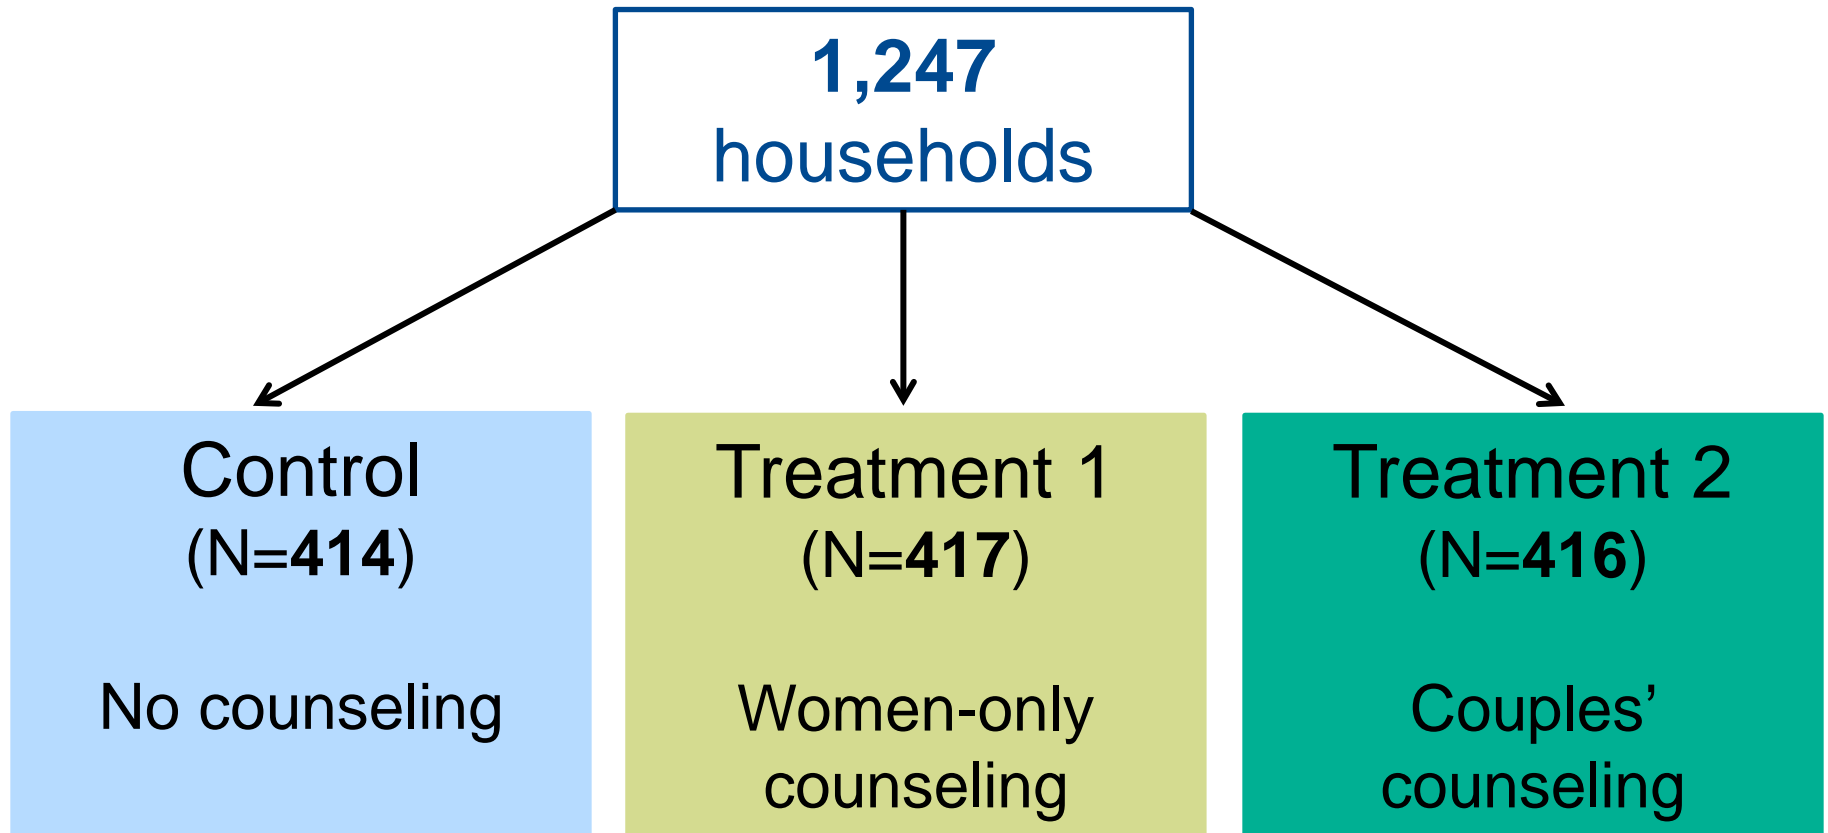 1,247
households
Control
(N=414)
No counseling
Treatment 1
(N=417)
Women-only
counseling
Treatment 2
(N=416)
Couples’
counseling